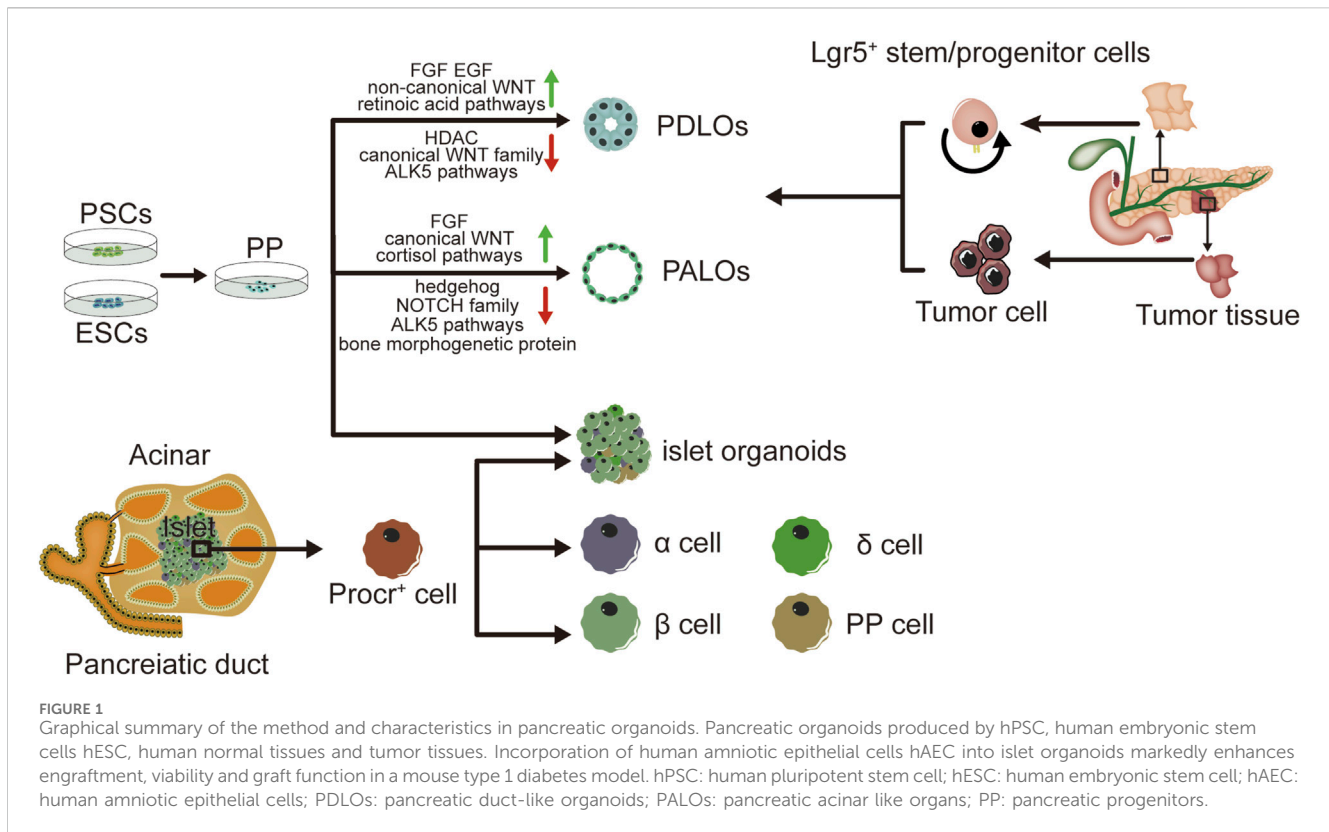 FGF EGF
non-canonical WNT
retinoic acid pathways
HDAC
canonical WNT family
ALK5 pathways
PDLOs
Lgr5⁺ stem/progenitor cells
PSCs
ESCs
PP
FGF
canonical WNT
cortisol pathways
hedgehog
NOTCH family
ALK5 pathways
bone morphogenetic protein
PALOs
Tumor cell
Tumor tissue
islet organoids
Acinar
Islet
Pancreiatic duct
Procr⁺ cell
α cell
δ cell
β cell
PP cell
FIGURE 1
Graphical summary of the method and characteristics in pancreatic organoids. Pancreatic organoids produced by hPSC, human embryonic stem
cells hESC, human normal tissues and tumor tissues. Incorporation of human amniotic epithelial cells hAEC into islet organoids markedly enhances
engraftment, viability and graft function in a mouse type 1 diabetes model. hPSC: human pluripotent stem cell; hESC: human embryonic stem cell; hAEC:
human amniotic epithelial cells; PDLOs: pancreatic duct-like organoids; PALOs: pancreatic acinar like organs; PP: pancreatic progenitors.